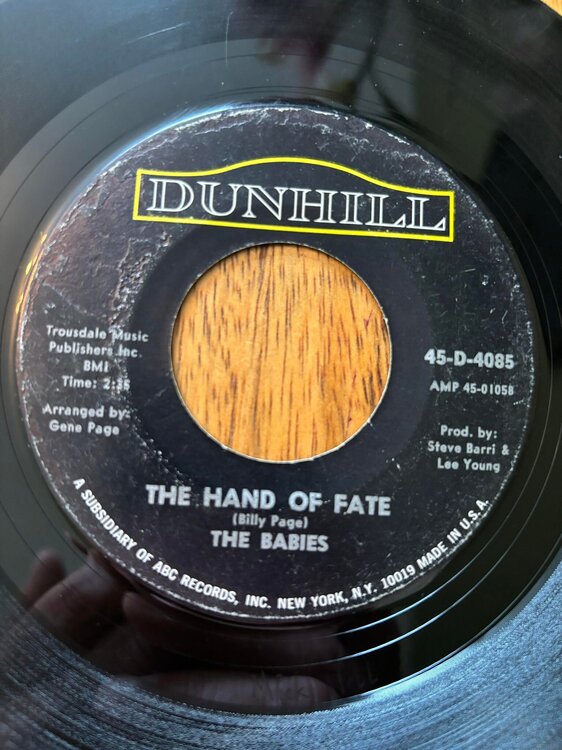 DUNHILL
Trousdale Music
Publishers Inc.
BMI
Time:
Arranged by:
Gene Page
45-D-4085
AMP 45-01058
Prod. by:
Steve Barri &
Lee Young
THE HAND OF FATE
(Billy Page)
THE BABIES
A SUBSIDIARY OF ABC RECORDS, INC. NEW YORK, N.Y. 10019 MADE IN U.S.A.